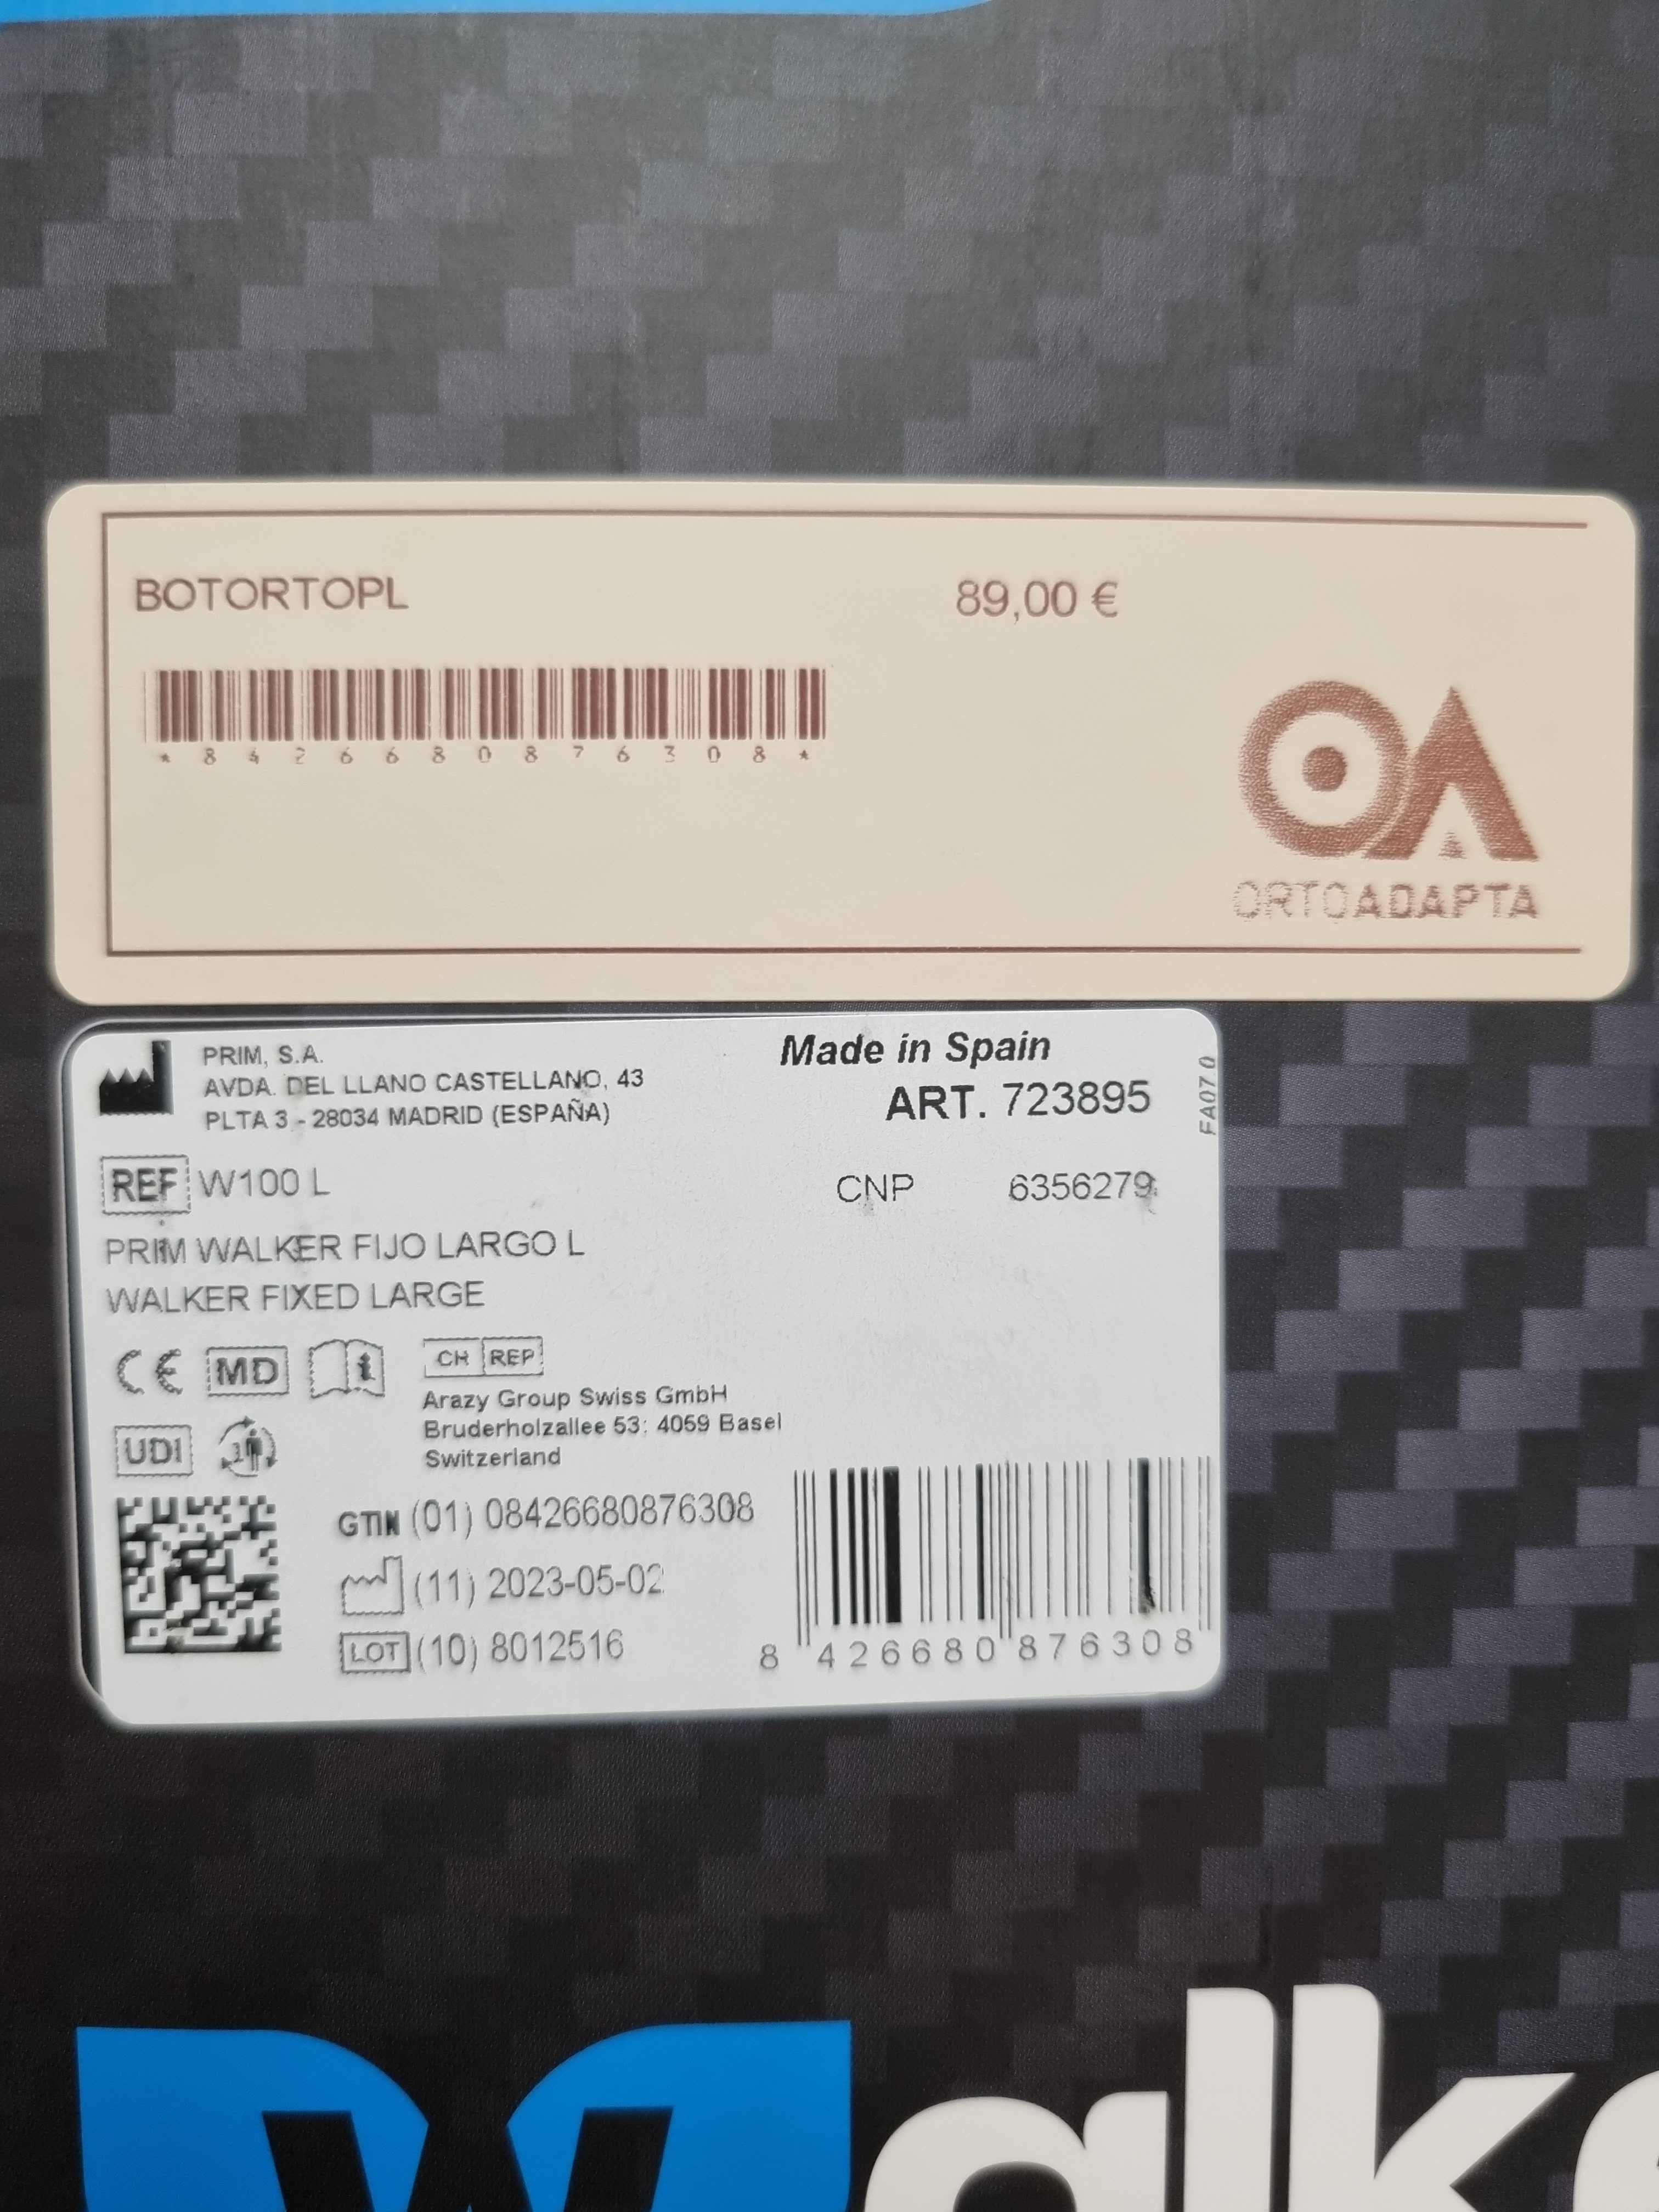 BOTORTOPL 89,00 €
* 8 4 2 6 6 8 0 8 7 6 3 0 8 *
OA
ORTOADAPTA
PRIM, S.A.
AVDA. DEL LLANO CASTELLANO, 43
PLTA 3 - 28034 MADRID (ESPAÑA)
Made in Spain
ART. 723895
FA07.0
REF W100 L
CNP 6356279
PRIM WALKER FIJO LARGO L
WALKER FIXED LARGE
CE MD i
CH REP
Arazy Group Swiss GmbH
Bruderholzallee 53; 4059 Basel
Switzerland
UDI 1
GTIN (01) 08426680876308
(11) 2023-05-02
LOT (10) 8012516
8 426680 876308
Walke